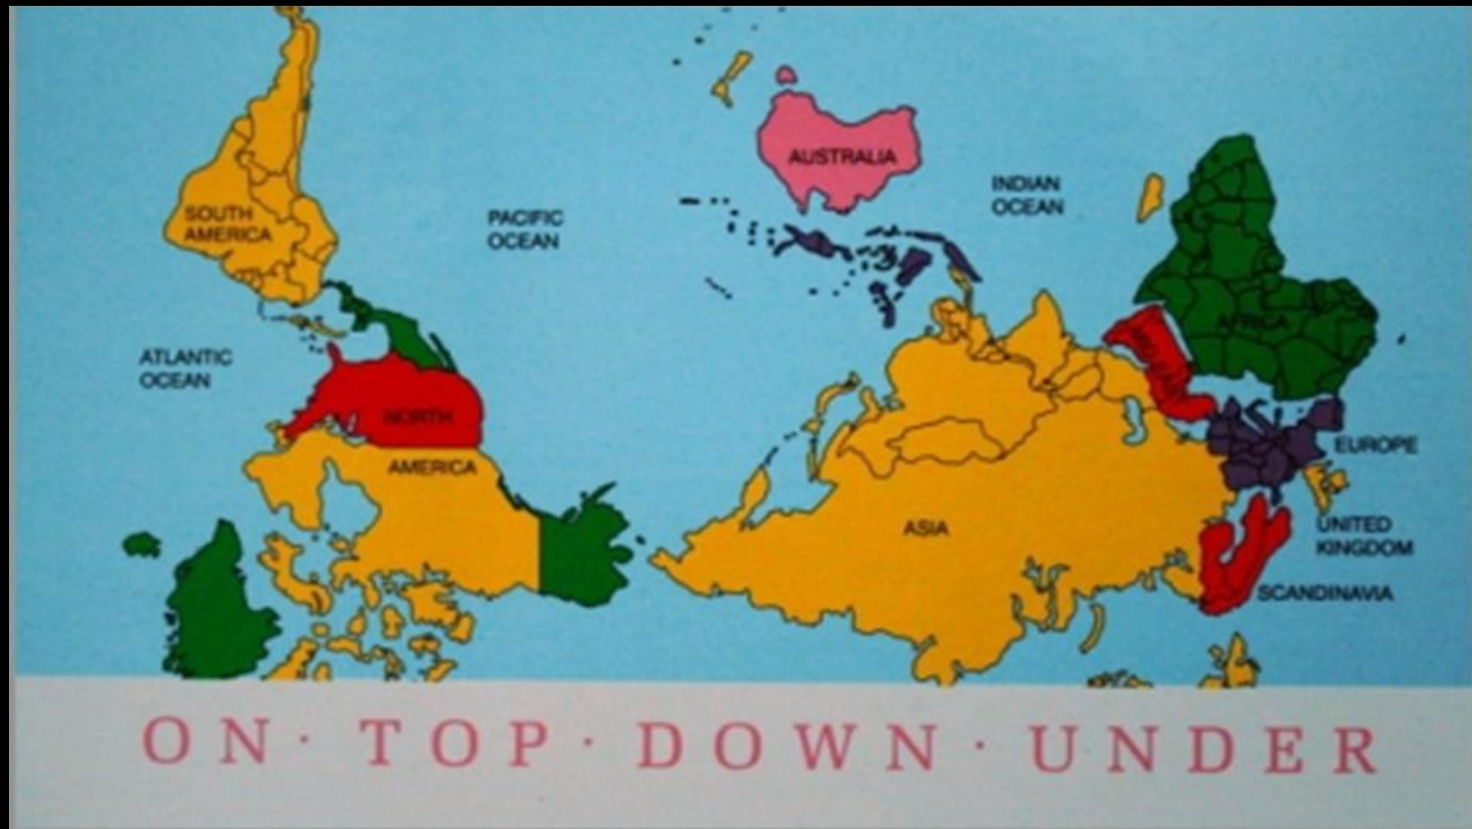 AUSTRALIA
INDIAN
OCEAN
SOUTH
AMERICA
PACIFIC
OCEAN
AFRICA
ATLANTIC
OCEAN
NORTH
AMERICA
EUROPE
ASIA
UNITED
KINGDOM
SCANDINAVIA
ON · TOP · DOWN · UNDER